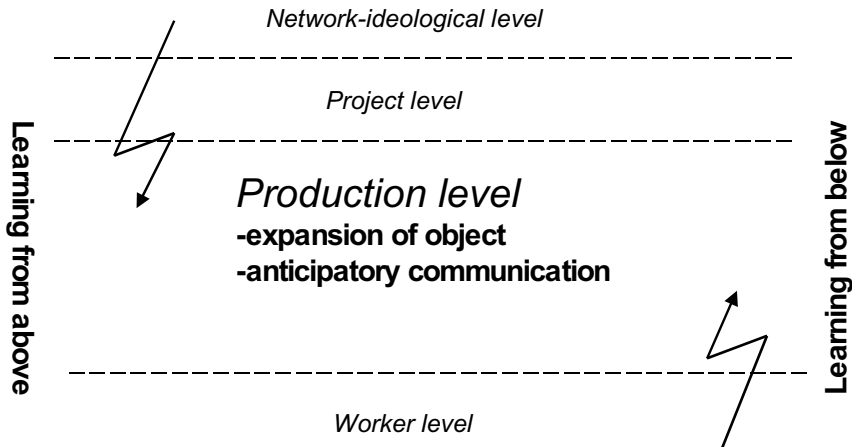 Network-ideological level
Project level
Learning from above
Production level
-expansion of object
-anticipatory communication
Learning from below
Worker level